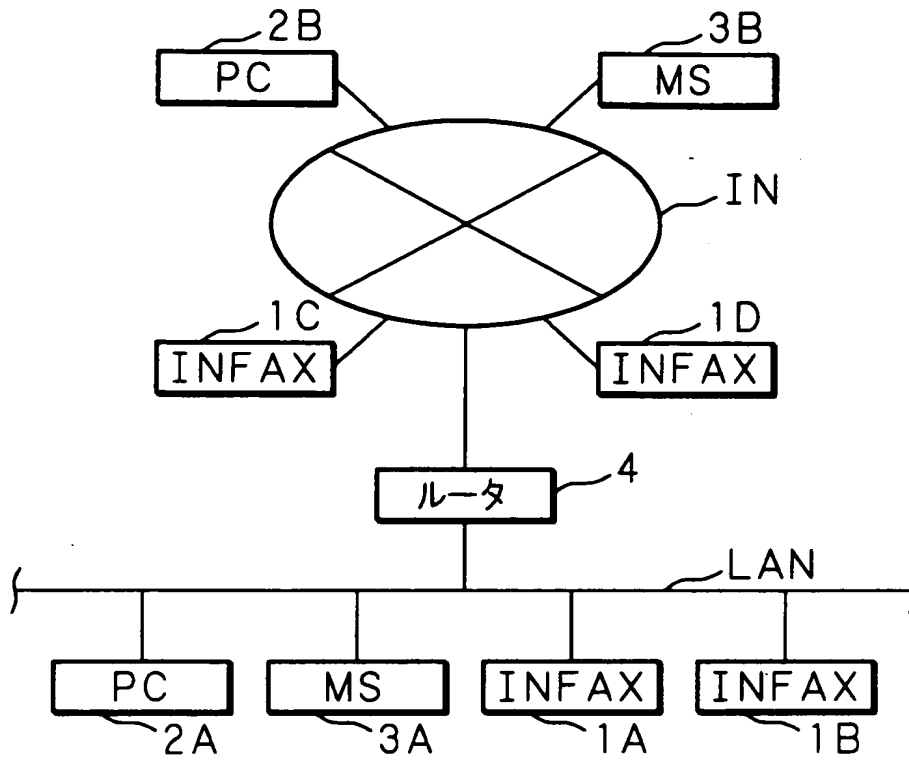 2B 3B
PC MS
IN
1C 1D
INFAX INFAX
4
ルータ
LAN
PC MS INFAX INFAX
2A 3A 1A 1B